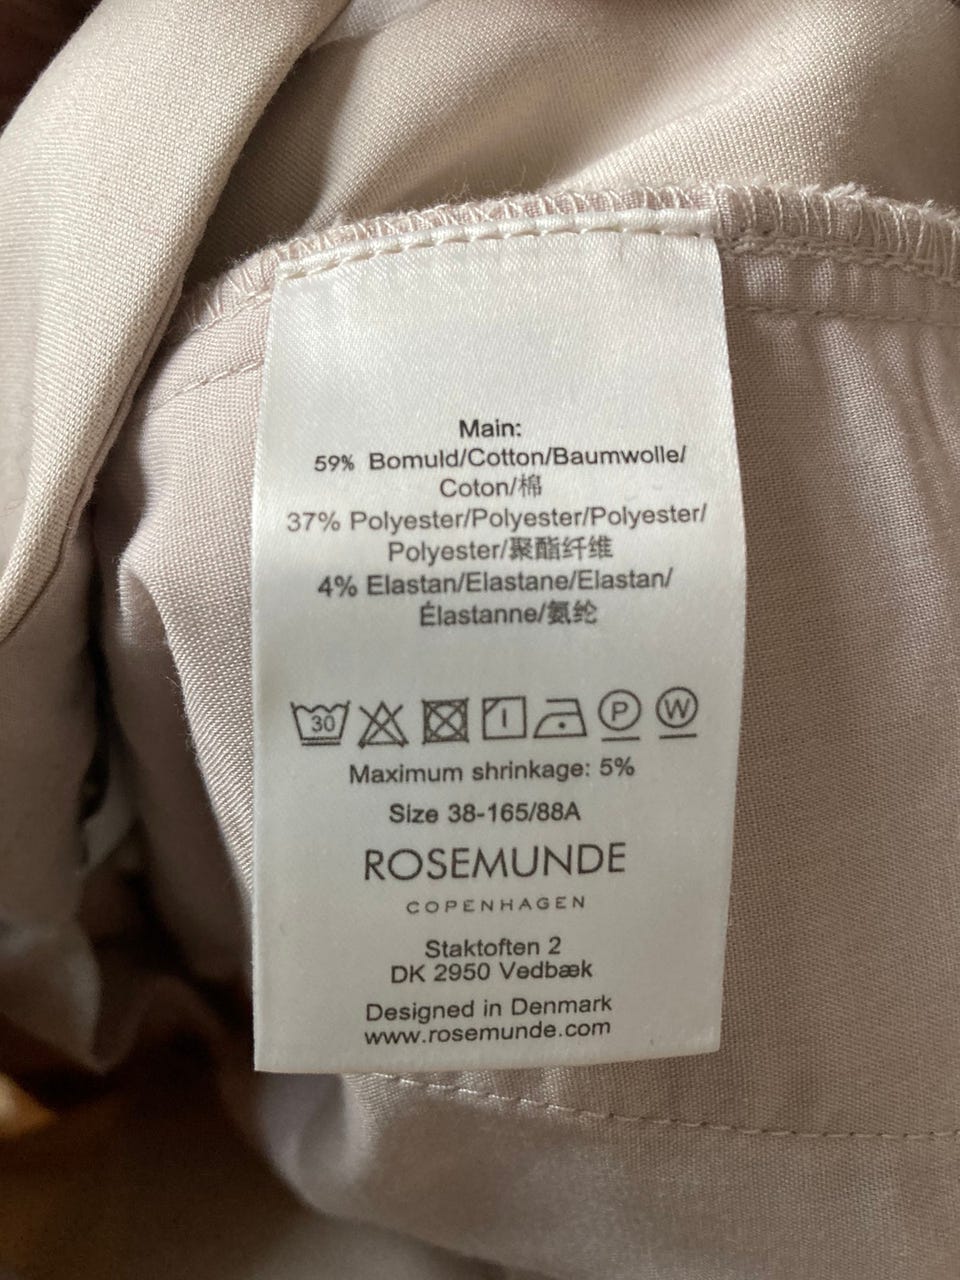 Main:
59% Bomuld/Cotton/Baumwolle/
Coton/棉
37% Polyester/Polyester/Polyester/
Polyester/聚酯纤维
4% Elastan/Elastane/Elastan/
Élastanne/氨纶
30 P W
Maximum shrinkage: 5%
Size 38-165/88A
ROSEMUNDE
COPENHAGEN
Staktoften 2
DK 2950 Vedbæk
Designed in Denmark
www.rosemunde.com